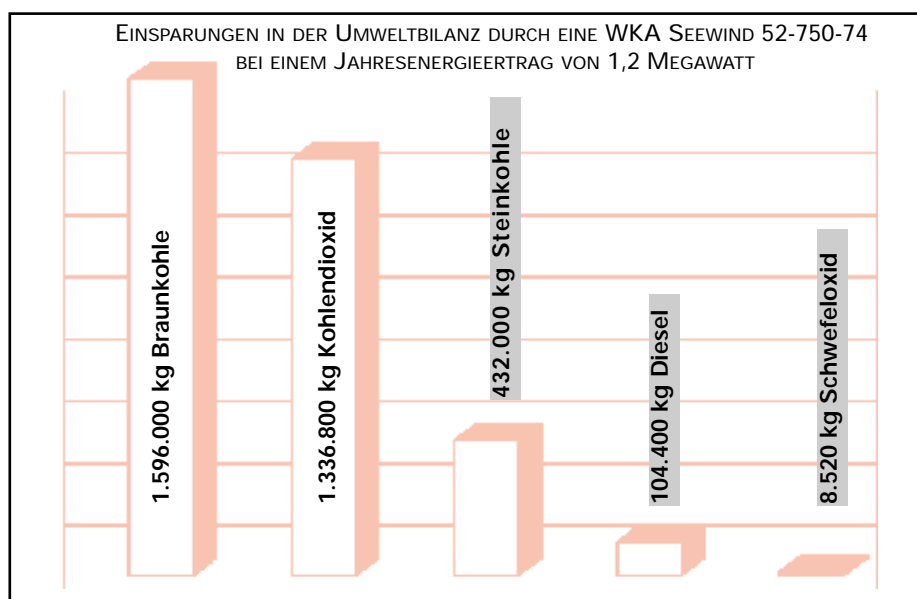 EINSPARUNGEN IN DER UMWELTBILANZ DURCH EINE WKA SEEWIND 52-750-74
BEI EINEM JAHRESENERGIEERTRAG VON 1,2 MEGAWATT
1.596.000 kg Braunkohle
1.336.800 kg Kohlendioxid
432.000 kg Steinkohle
104.400 kg Diesel
8.520 kg Schwefeloxid